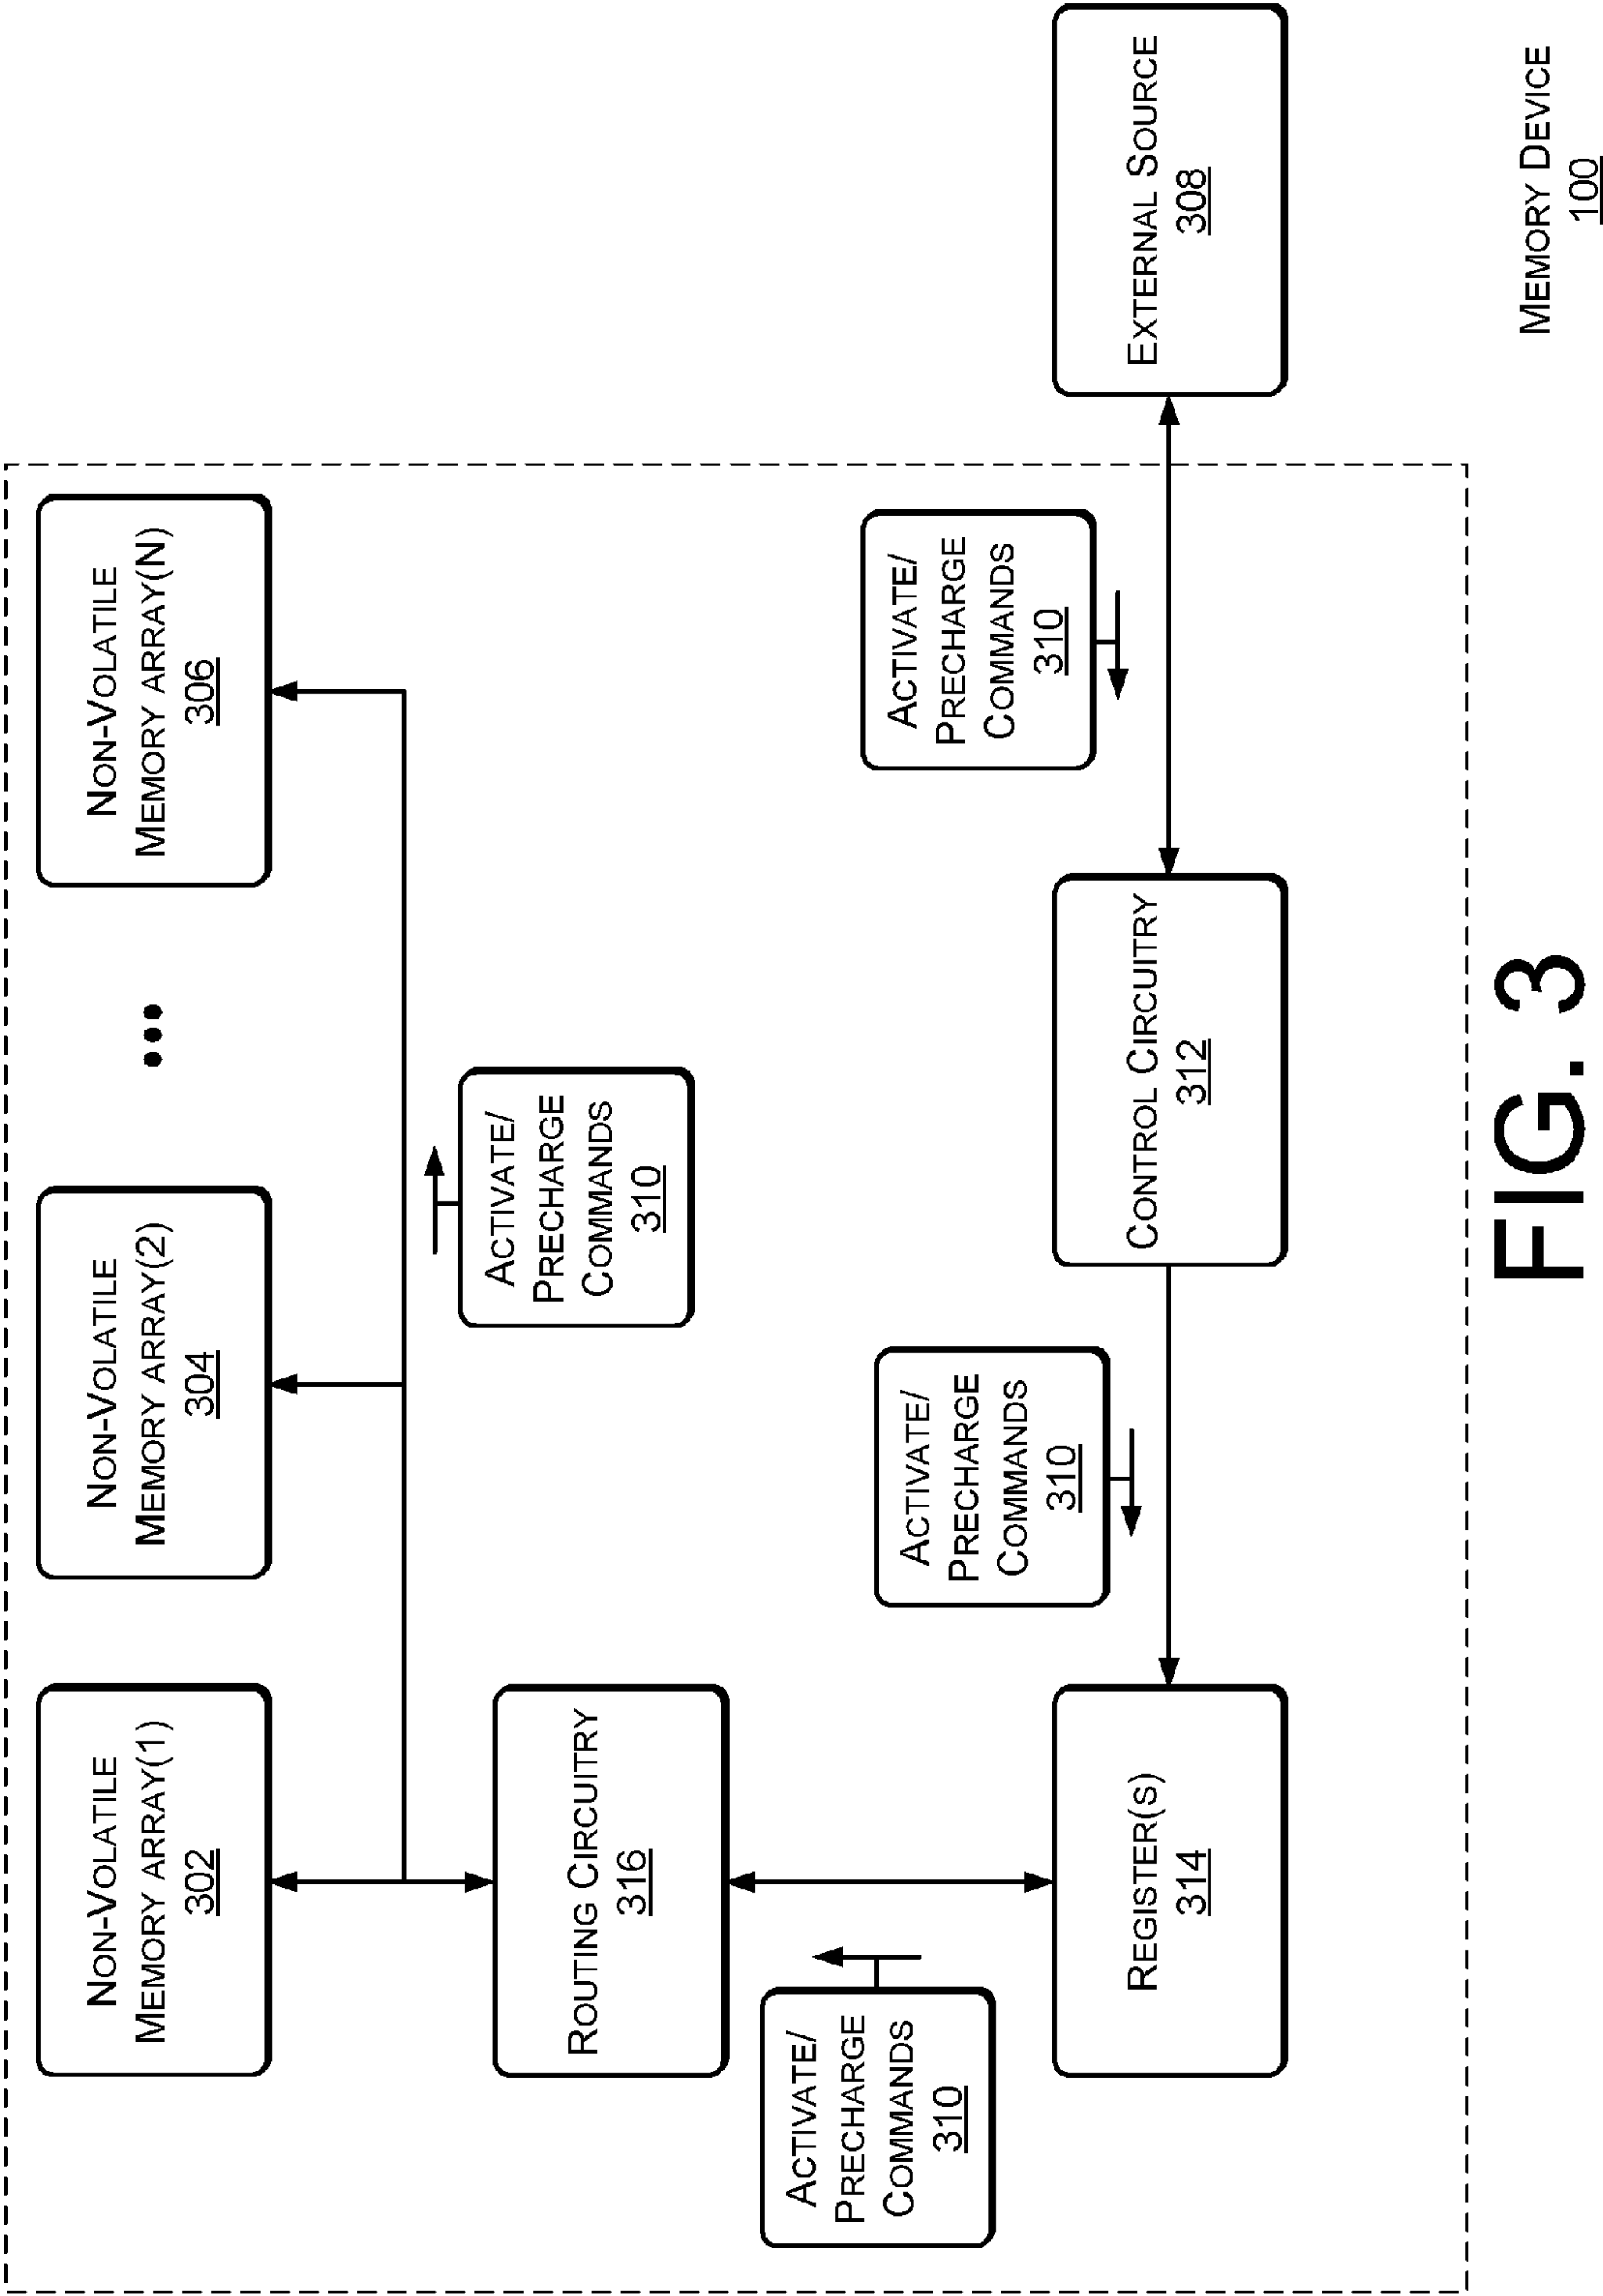 NON-VOLATILE
MEMORY ARRAY(1)
302
NON-VOLATILE
MEMORY ARRAY(2)
304
•••
NON-VOLATILE
MEMORY ARRAY(N)
306
ACTIVATE/
PRECHARGE
COMMANDS
310
ROUTING CIRCUITRY
316
ACTIVATE/
PRECHARGE
COMMANDS
310
ACTIVATE/
PRECHARGE
COMMANDS
310
ACTIVATE/
PRECHARGE
COMMANDS
310
REGISTER(S)
314
CONTROL CIRCUITRY
312
EXTERNAL SOURCE
308
MEMORY DEVICE
100
FIG. 3